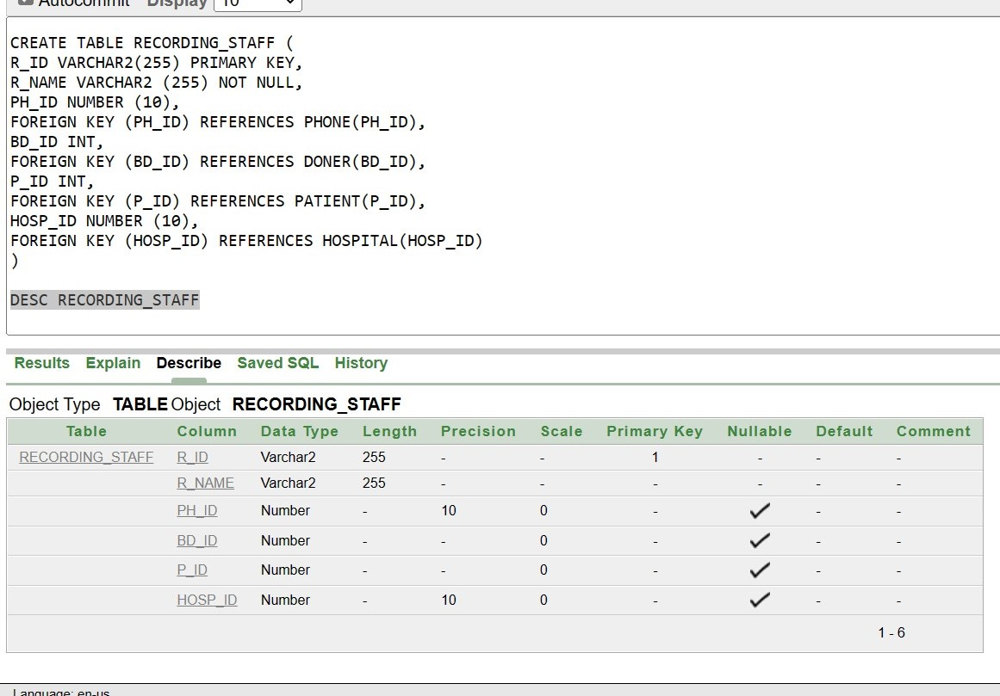 Autocommit Display 10
CREATE TABLE RECORDING_STAFF (
R_ID VARCHAR2(255) PRIMARY KEY,
R_NAME VARCHAR2 (255) NOT NULL,
PH_ID NUMBER (10),
FOREIGN KEY (PH_ID) REFERENCES PHONE(PH_ID),
BD_ID INT,
FOREIGN KEY (BD_ID) REFERENCES DONER(BD_ID),
P_ID INT,
FOREIGN KEY (P_ID) REFERENCES PATIENT(P_ID),
HOSP_ID NUMBER (10),
FOREIGN KEY (HOSP_ID) REFERENCES HOSPITAL(HOSP_ID)
)
DESC RECORDING_STAFF
Results Explain Describe Saved SQL History
Object Type TABLE Object RECORDING_STAFF
Table Column Data Type Length Precision Scale Primary Key Nullable Default Comment
RECORDING_STAFF R_ID Varchar2 255 - - 1 - - -
R_NAME Varchar2 255 - - - - - -
PH_ID Number - 10 0 - - -
BD_ID Number - - 0 - - -
P_ID Number - - 0 - - -
HOSP_ID Number - 10 0 - - -
1 - 6
Language: en-us